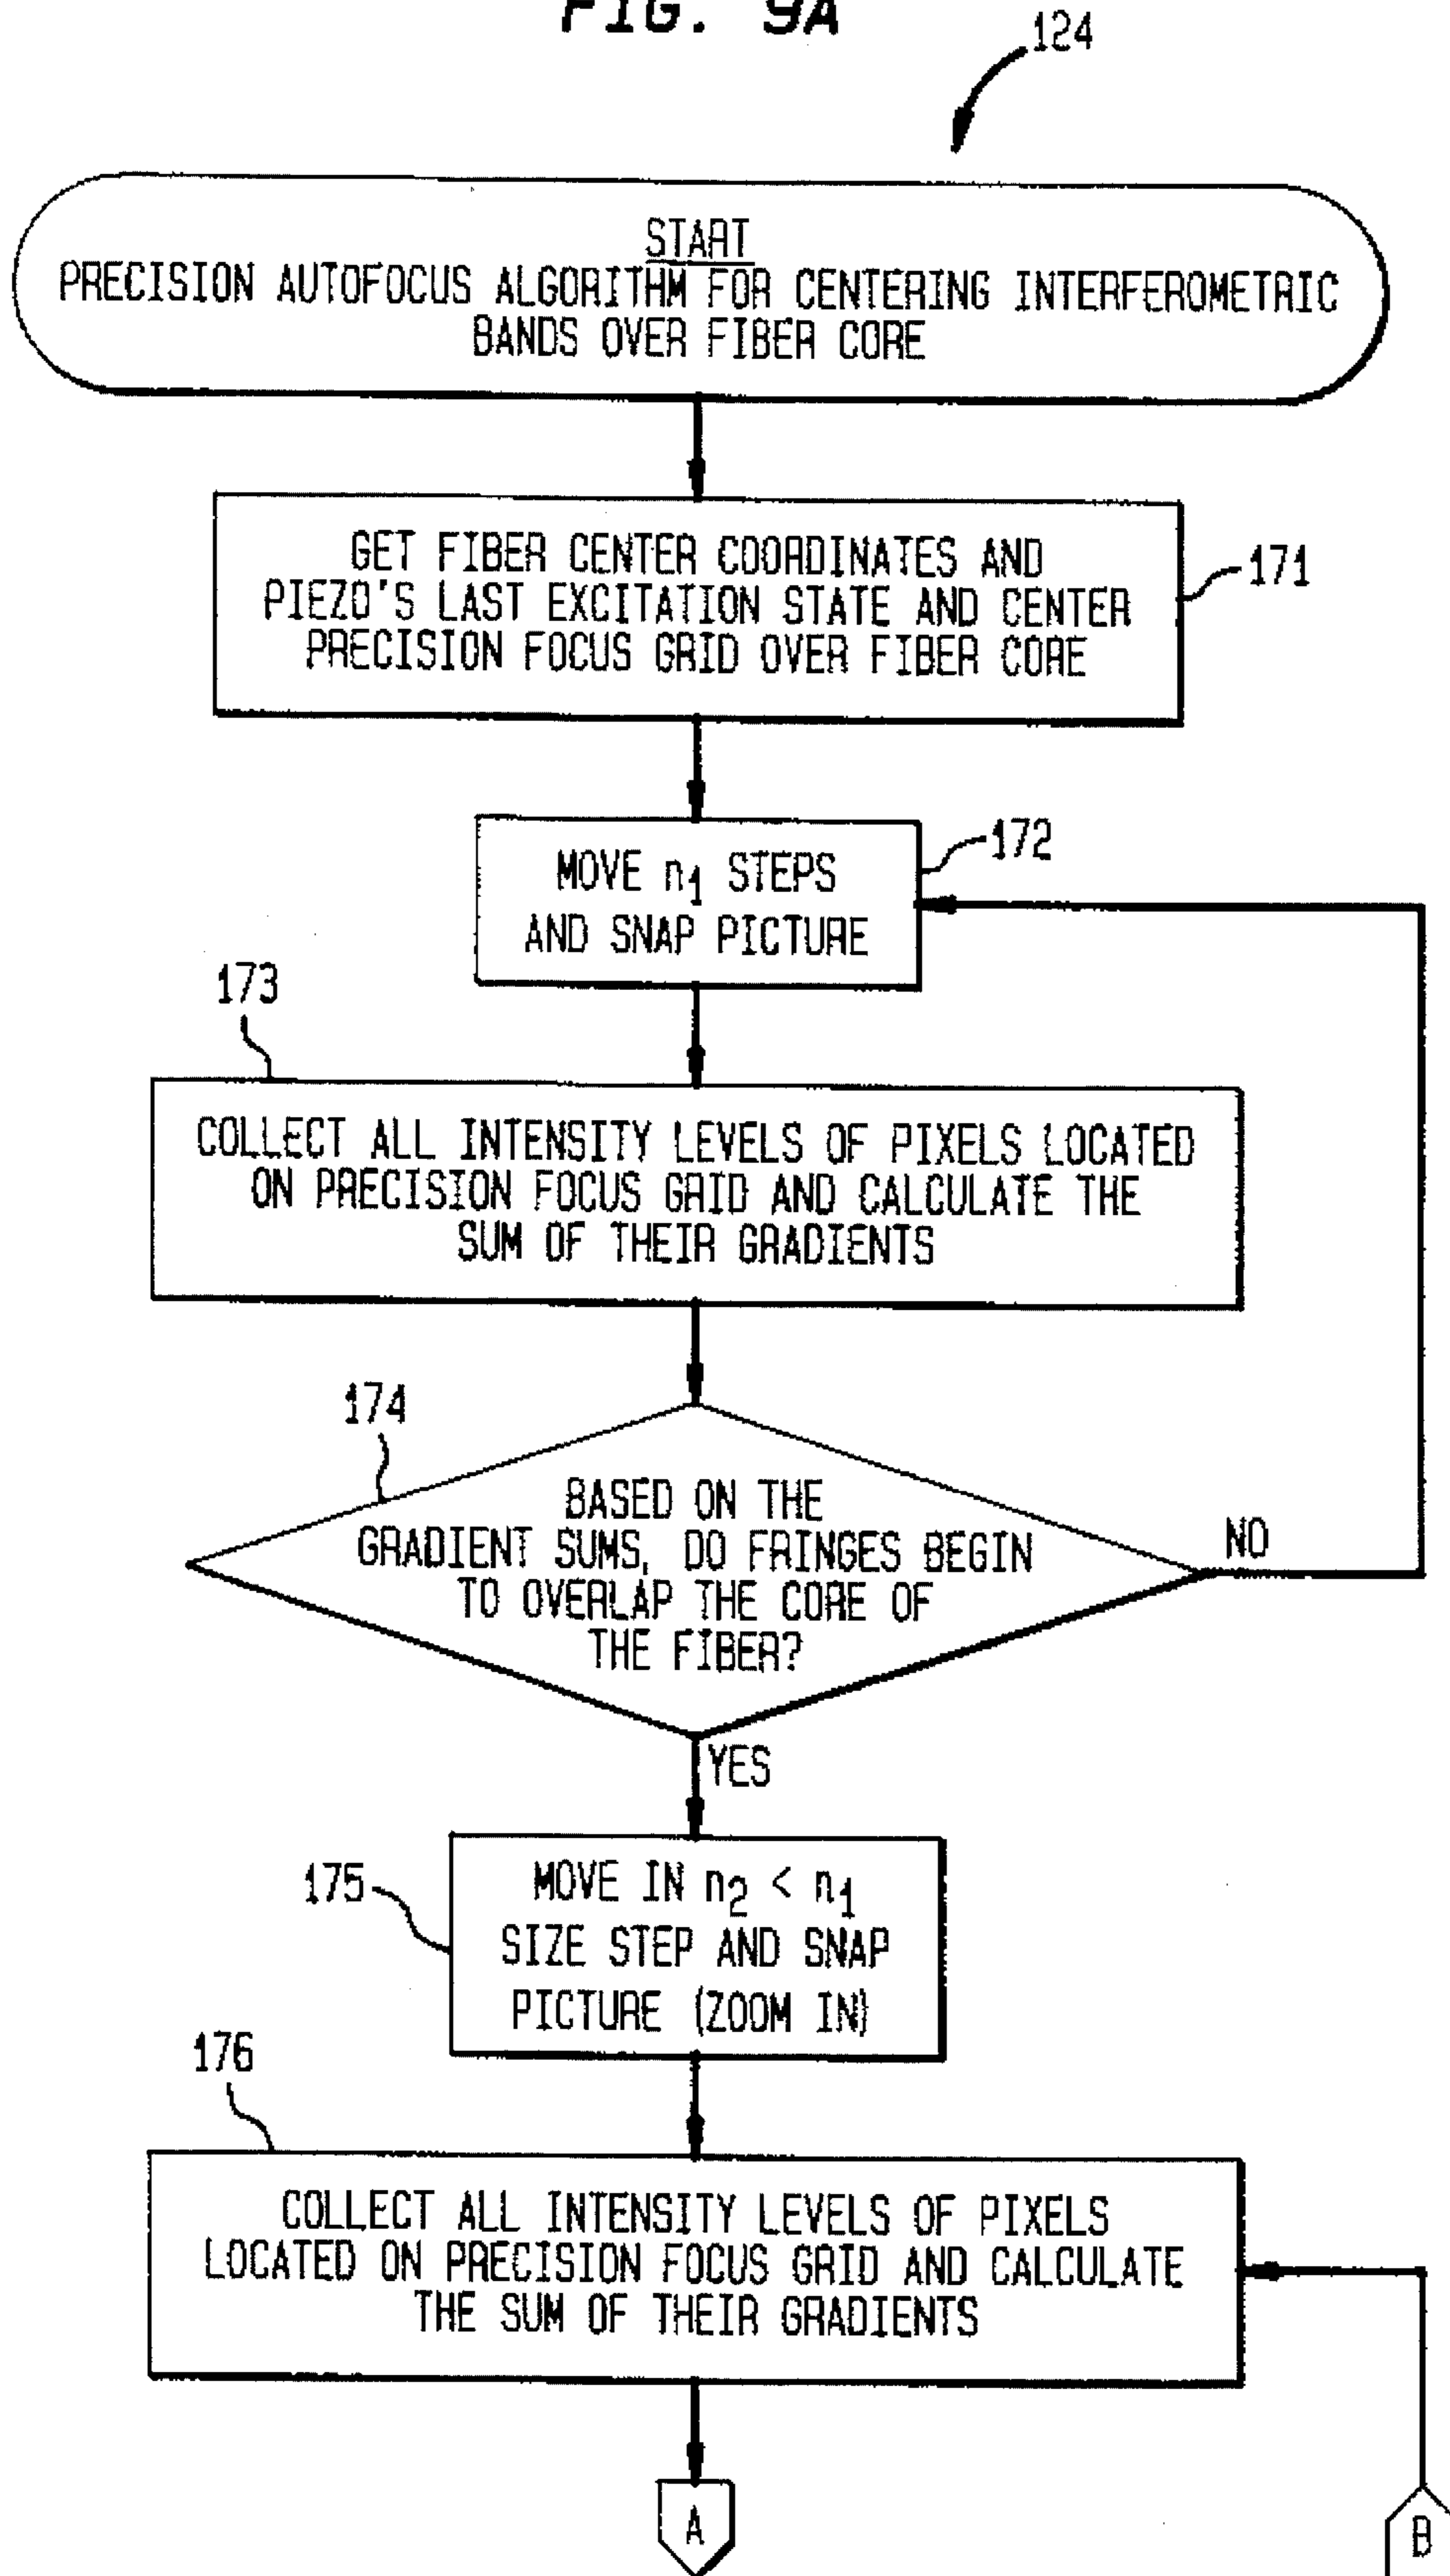 FIG. 9A
124
START
PRECISION AUTOFOCUS ALGORITHM FOR CENTERING INTERFEROMETRIC
BANDS OVER FIBER CORE
GET FIBER CENTER COORDINATES AND
PIEZO'S LAST EXCITATION STATE AND CENTER
PRECISION FOCUS GRID OVER FIBER CORE
171
MOVE n1 STEPS
AND SNAP PICTURE
172
173
COLLECT ALL INTENSITY LEVELS OF PIXELS LOCATED
ON PRECISION FOCUS GRID AND CALCULATE THE
SUM OF THEIR GRADIENTS
174
BASED ON THE
GRADIENT SUMS, DO FRINGES BEGIN
TO OVERLAP THE CORE OF
THE FIBER?
NO
YES
175
MOVE IN n2 < n1
SIZE STEP AND SNAP
PICTURE (ZOOM IN)
176
COLLECT ALL INTENSITY LEVELS OF PIXELS
LOCATED ON PRECISION FOCUS GRID AND CALCULATE
THE SUM OF THEIR GRADIENTS
A
B